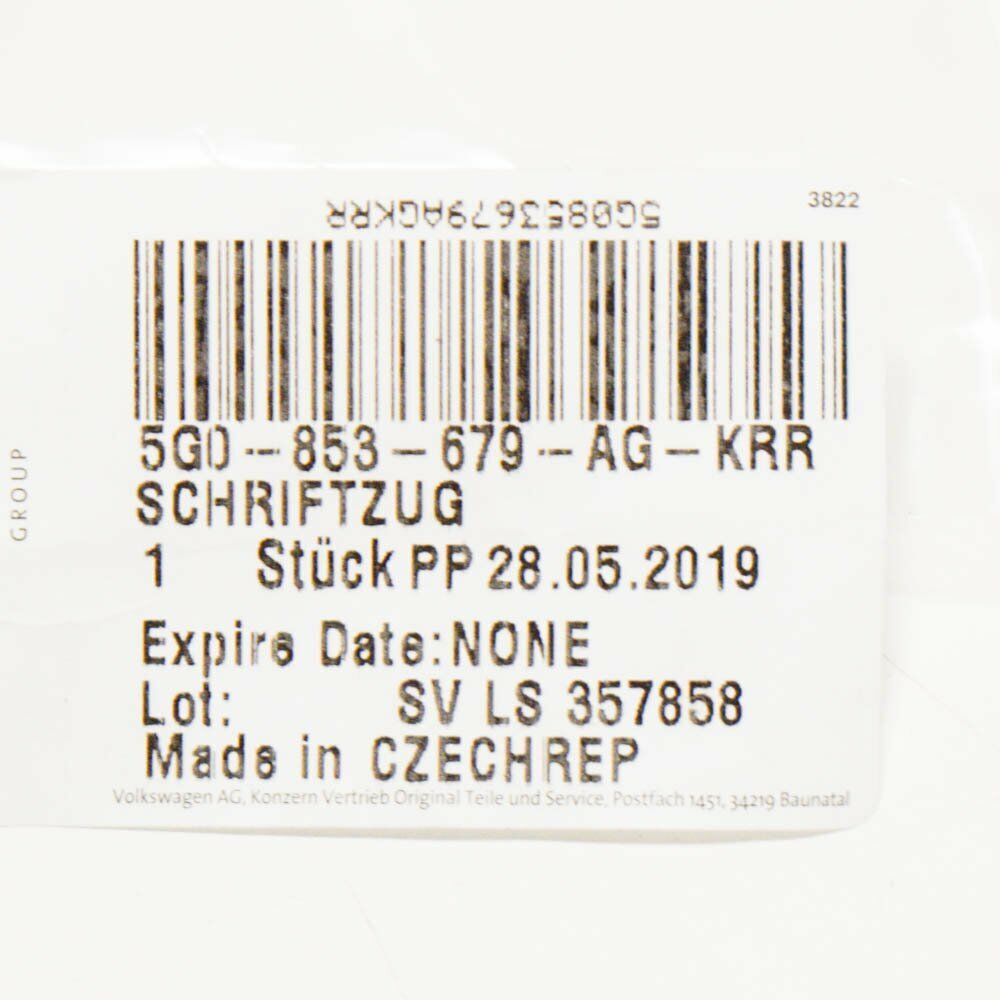 3822
5G0853679AGKRR
5G0-853-679-AG-KRR
SCHRIFTZUG
1 Stück PP 28.05.2019
Expire Date:NONE
Lot: SV LS 357858
Made in CZECHREP
Volkswagen AG, Konzern Vertrieb Original Teile und Service, Postfach 1451, 34219 Baunatal
GROUP